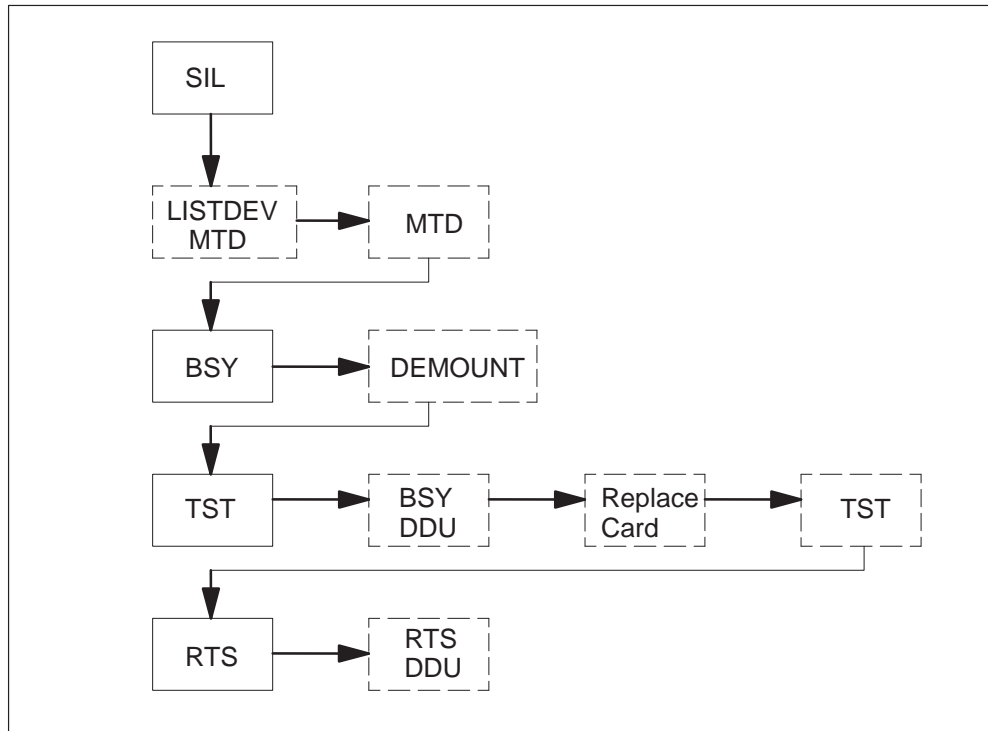 SIL
LISTDEV
MTD
MTD
BSY
DEMOUNT
TST
BSY
DDU
Replace
Card
TST
RTS
RTS
DDU